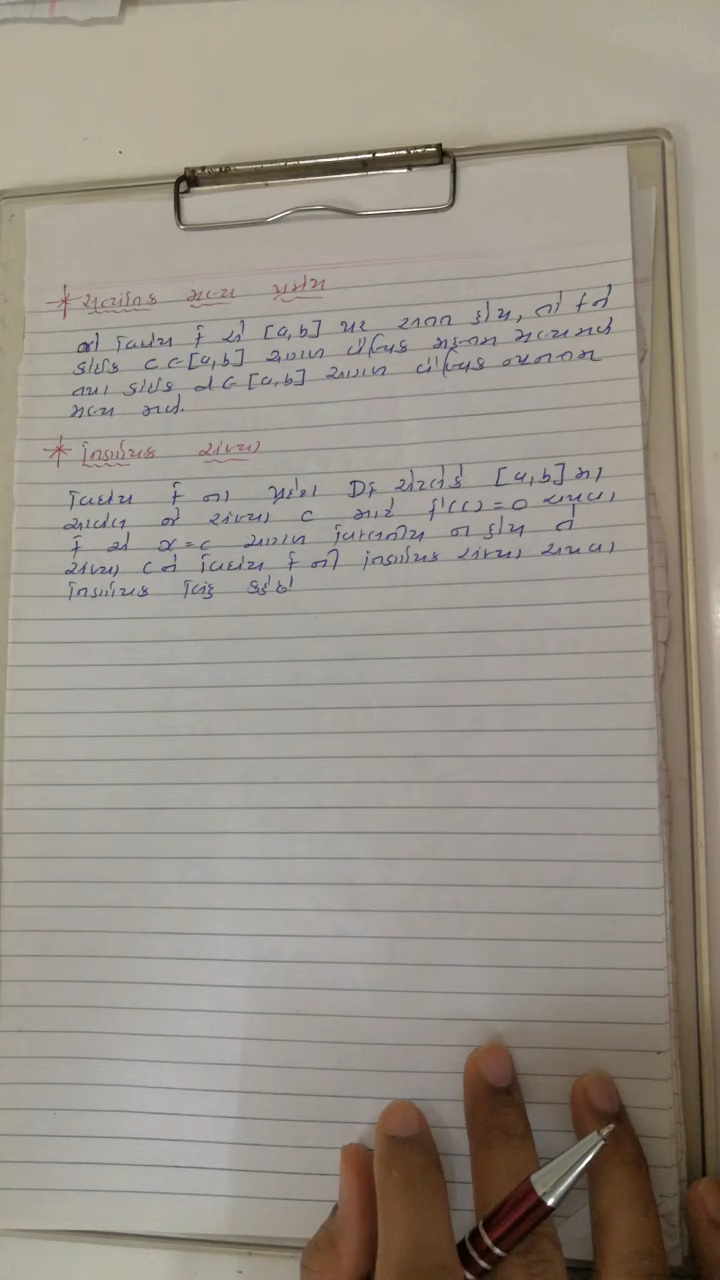 * આત્યંતિક મૂલ્ય પ્રમેય
જો વિધેય f એ [a,b] પર સતત હોય, તો f ને
કોઈક c ∈ [a,b] આગળ વૈશ્વિક મહત્તમ મૂલ્ય મળે
તથા કોઈક d ∈ [a,b] આગળ વૈશ્વિક ન્યૂનતમ
મૂલ્ય મળે.
* નિર્ણાયક સંખ્યા
વિધેય f ના પ્રદેશ Df એટલે કે [a,b] માં
આવેલ જે સંખ્યા c માટે f'(c) = 0 અથવા
f એ x = c આગળ વિકલનીય ન હોય તે
સંખ્યા c ને વિધેય f ની નિર્ણાયક સંખ્યા અથવા
નિર્ણાયક બિંદુ કહે છે